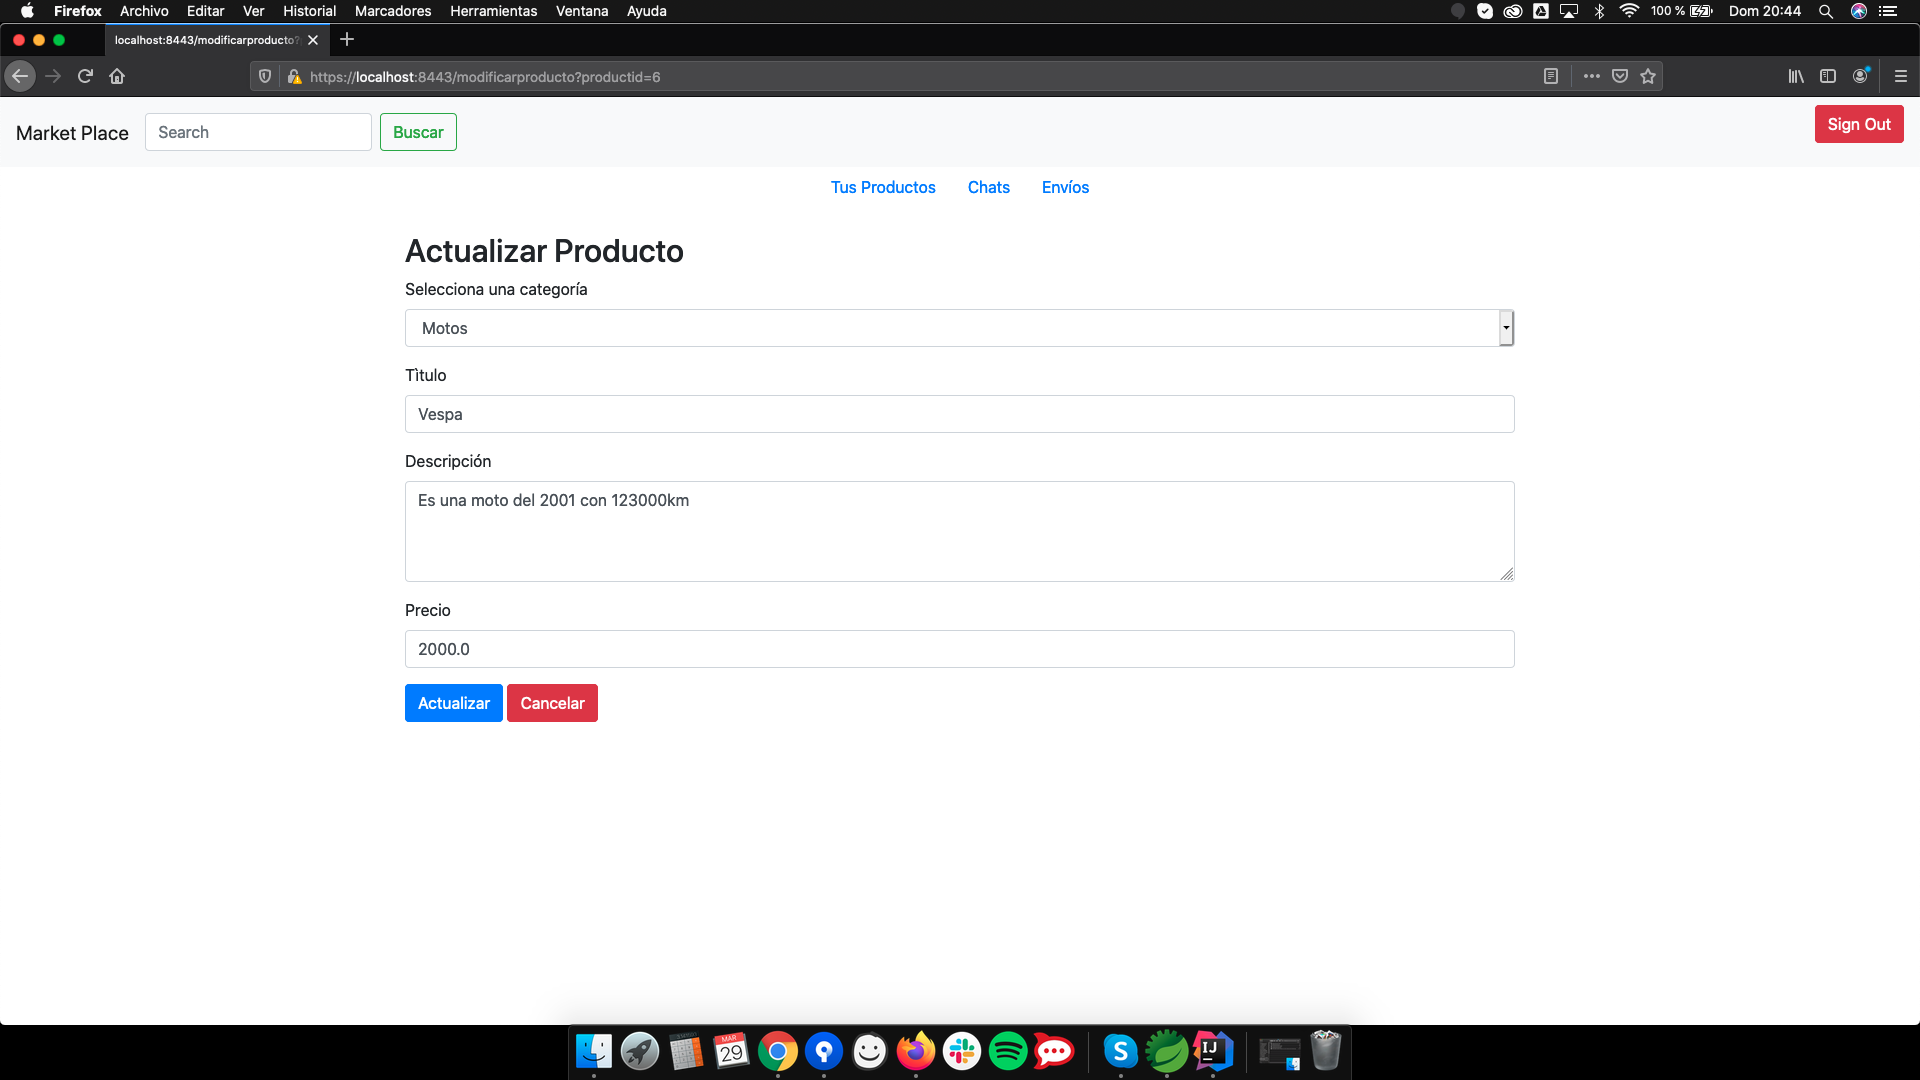 Firefox Archivo Editar Ver Historial Marcadores Herramientas Ventana Ayuda 100 % Dom 20:44
localhost:8443/modificarproducto?
https://localhost:8443/modificarproducto?productid=6
Market Place Search Buscar Sign Out
Tus Productos Chats Envíos
Actualizar Producto
Selecciona una categoría
Motos
Tìtulo
Vespa
Descripción
Es una moto del 2001 con 123000km
Precio
2000.0
Actualizar Cancelar
MAR
29
S
IJ